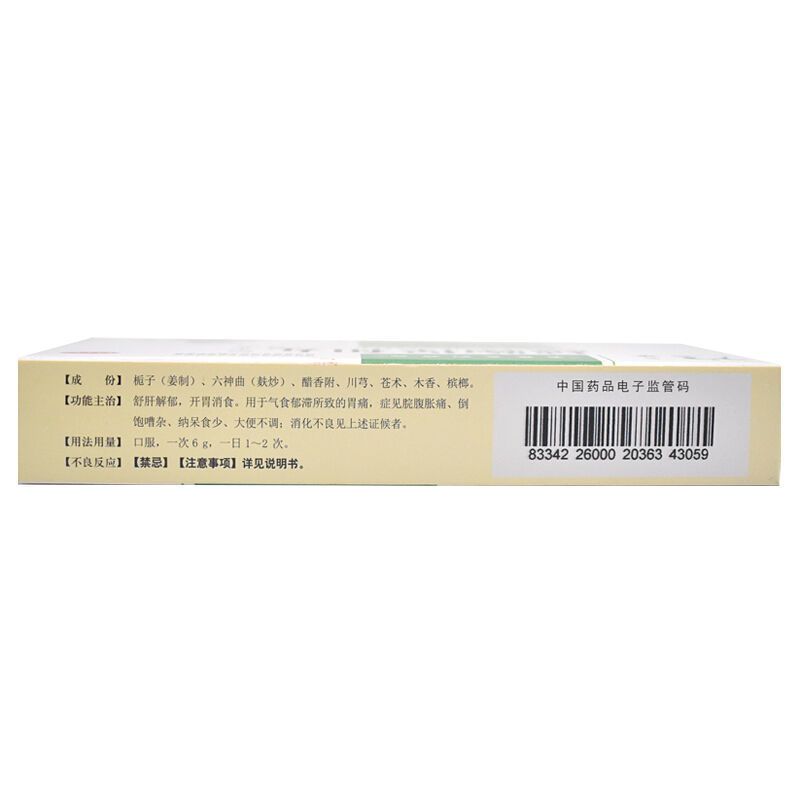 【成　份】 栀子（姜制）、六神曲（麸炒）、醋香附、川芎、苍术、木香、槟榔。
【功能主治】 舒肝解郁，开胃消食。用于气食郁滞所致的胃痛，症见脘腹胀痛、倒
饱嘈杂、纳呆食少、大便不调；消化不良见上述证候者。
【用法用量】 口服，一次6g，一日1～2次。
【不良反应】【禁忌】【注意事项】详见说明书。
中国药品电子监管码
83342 26000 20363 43059